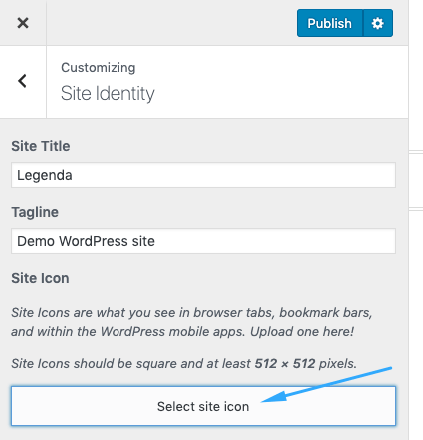 Publish
Customizing
Site Identity
Site Title
Legenda
Tagline
Demo WordPress site
Site Icon
Site Icons are what you see in browser tabs, bookmark bars,
and within the WordPress mobile apps. Upload one here!
Site Icons should be square and at least 512 × 512 pixels.
Select site icon